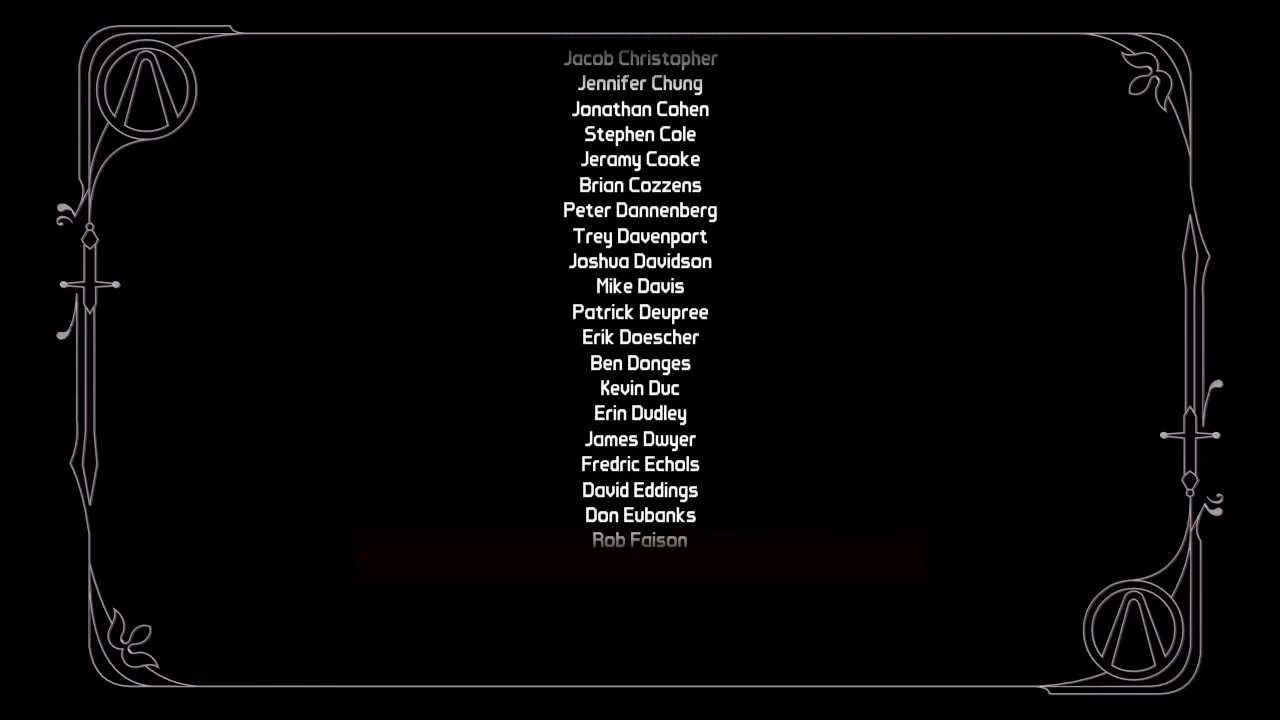 Jacob Christopher
Jennifer Chung
Jonathan Cohen
Stephen Cole
Jeramy Cooke
Brian Cozzens
Peter Dannenberg
Trey Davenport
Joshua Davidson
Mike Davis
Patrick Deupree
Erik Doescher
Ben Donges
Kevin Duc
Erin Dudley
James Dwyer
Fredric Echols
David Eddings
Don Eubanks
Rob Faison